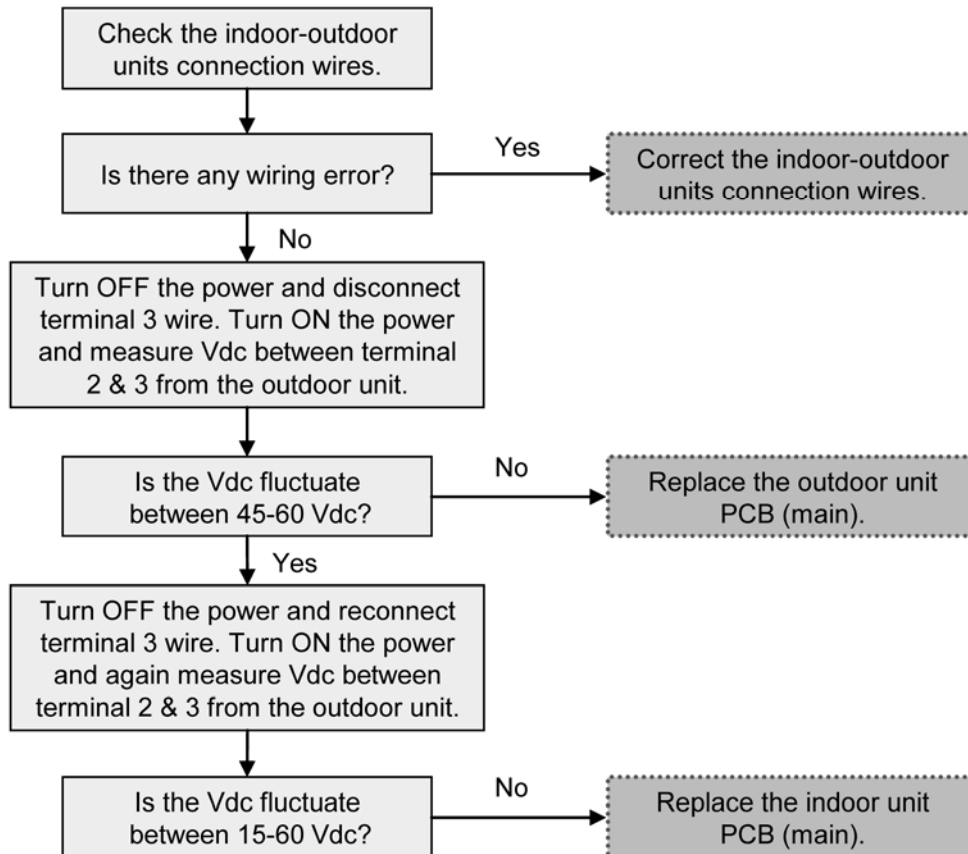 Check the indoor-outdoor
units connection wires.
Is there any wiring error?
Yes
Correct the indoor-outdoor
units connection wires.
No
Turn OFF the power and disconnect
terminal 3 wire. Turn ON the power
and measure Vdc between terminal
2 & 3 from the outdoor unit.
Is the Vdc fluctuate
between 45-60 Vdc?
No
Replace the outdoor unit
PCB (main).
Yes
Turn OFF the power and reconnect
terminal 3 wire. Turn ON the power
and again measure Vdc between
terminal 2 & 3 from the outdoor unit.
Is the Vdc fluctuate
between 15-60 Vdc?
No
Replace the indoor unit
PCB (main).